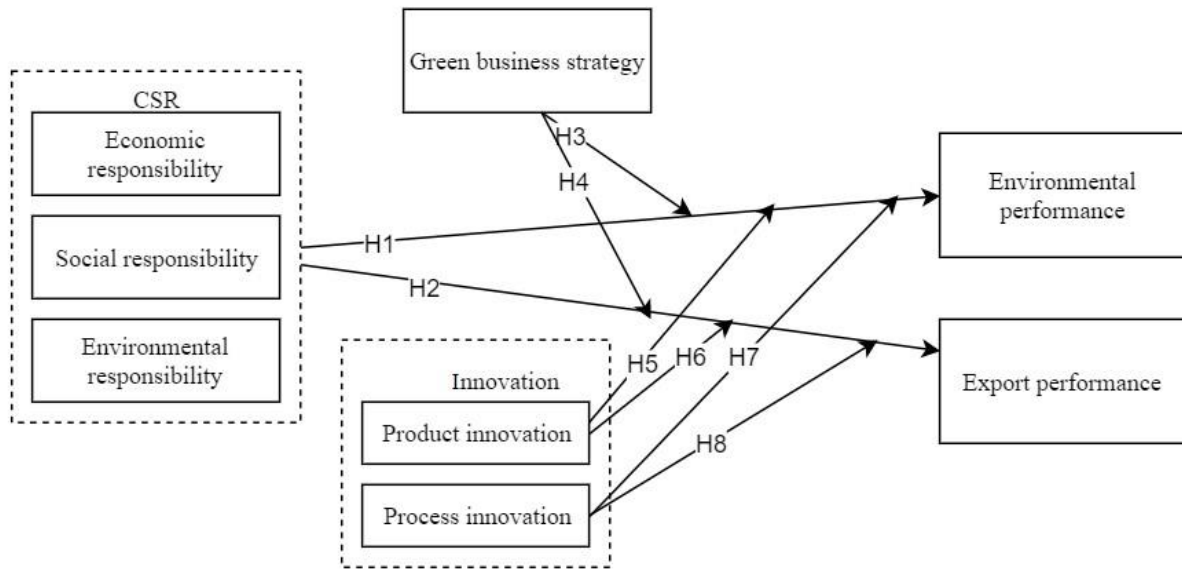 Green business strategy
CSR
Economic
responsibility
Social responsibility
Environmental
responsibility
H3
H4
H1
H2
Environmental
performance
Export performance
H5
H6
H7
H8
Innovation
Product innovation
Process innovation